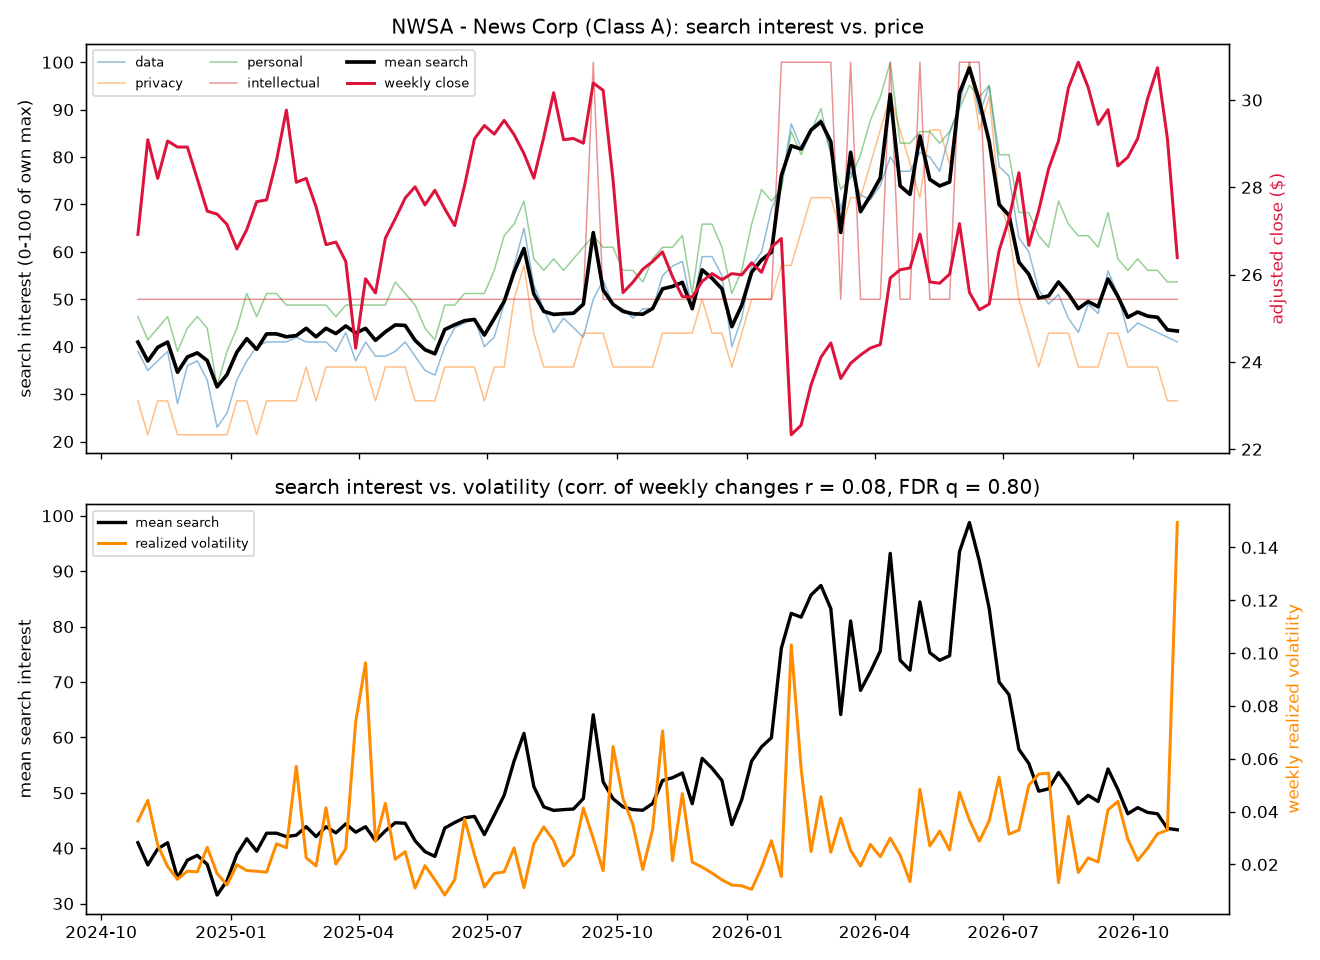 NWSA - News Corp (Class A): search interest vs. price
data
personal
mean search
privacy
intellectual
weekly close
search interest (0-100 of own max)
100
90
80
70
60
50
40
30
20
adjusted close ($)
30
28
26
24
22
search interest vs. volatility (corr. of weekly changes r = 0.08, FDR q = 0.80)
mean search
realized volatility
mean search interest
100
90
80
70
60
50
40
30
weekly realized volatility
0.14
0.12
0.10
0.08
0.06
0.04
0.02
2024-10
2025-01
2025-04
2025-07
2025-10
2026-01
2026-04
2026-07
2026-10